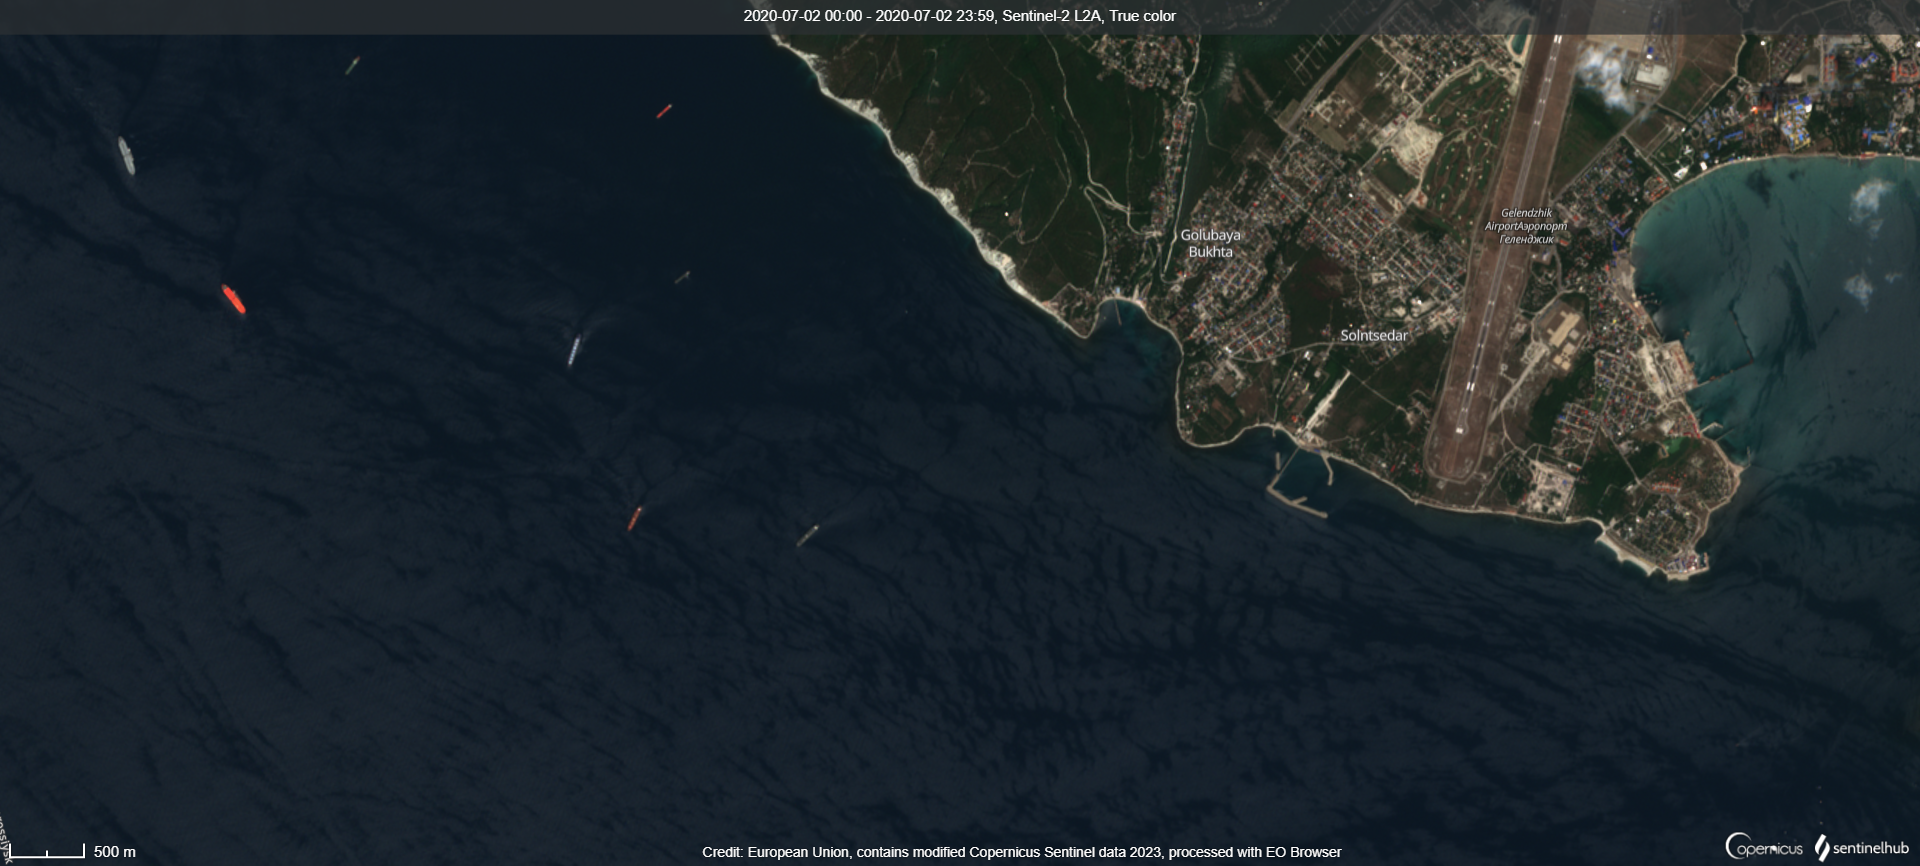 2020-07-02 00:00 - 2020-07-02 23:59, Sentinel-2 L2A, True color
Gelendzhik
AirportАэропорт
Геленджик
Golubaya
Bukhta
Solntsedar
500 m
Credit: European Union, contains modified Copernicus Sentinel data 2023, processed with EO Browser
Copernicus
sentinelhub